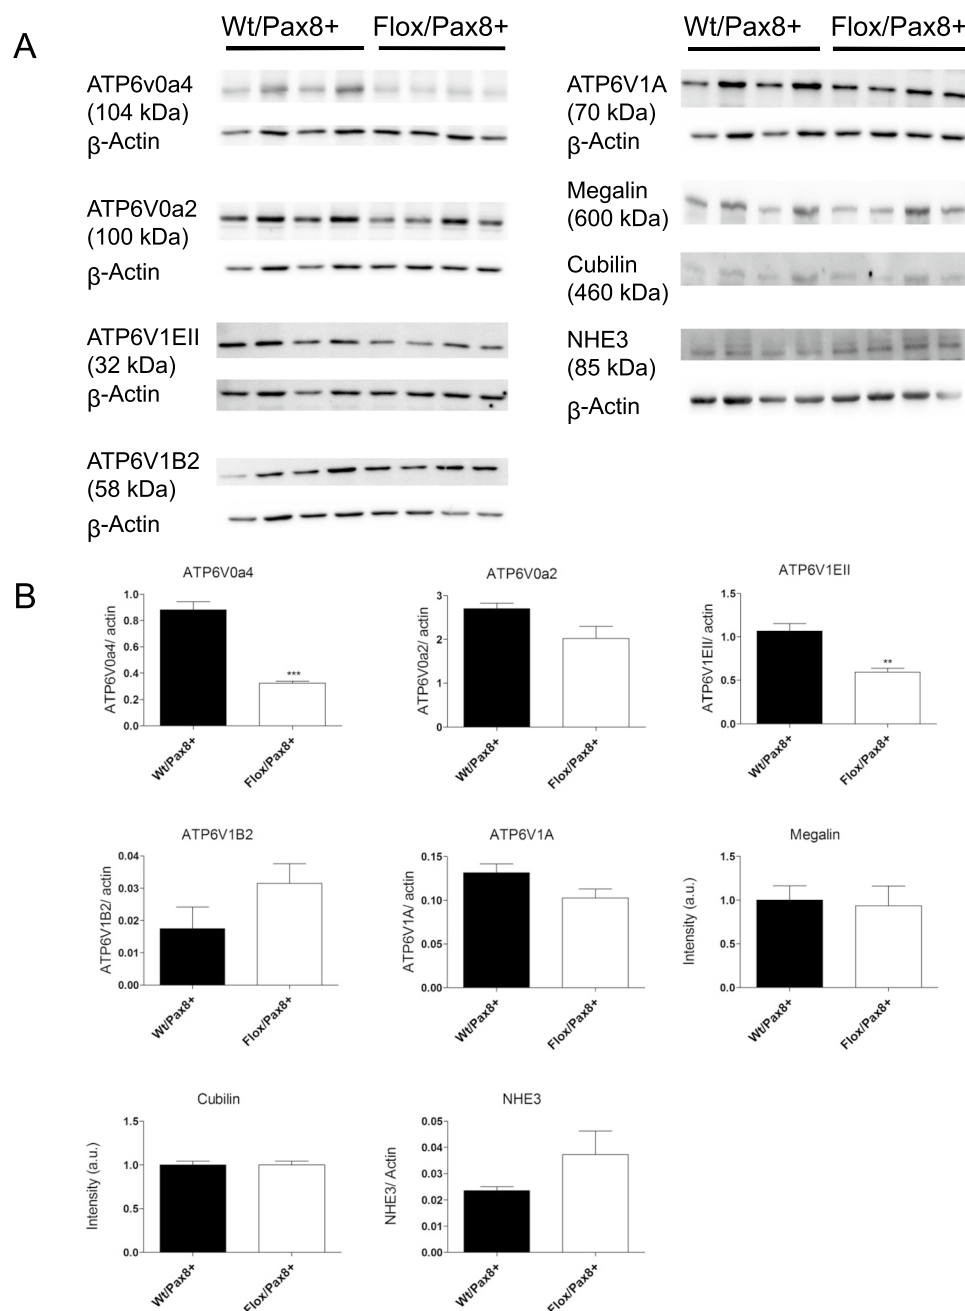 A
Wt/Pax8+ Flox/Pax8+
ATP6v0a4
(104 kDa)
β-Actin
ATP6V0a2
(100 kDa)
β-Actin
ATP6V1EII
(32 kDa)
β-Actin
ATP6V1B2
(58 kDa)
β-Actin
Wt/Pax8+ Flox/Pax8+
ATP6V1A
(70 kDa)
β-Actin
Megalin
(600 kDa)
Cubilin
(460 kDa)
NHE3
(85 kDa)
β-Actin
B
ATP6V0a4
ATP6V0a4/ actin
1.0
0.8
0.6
0.4
0.2
0.0
***
Wt/Pax8+
Flox/Pax8+
ATP6V0a2
ATP6V0a2/ actin
3
2
1
0
Wt/Pax8+
Flox/Pax8+
ATP6V1EII
ATP6V1EII/ actin
1.5
1.0
0.5
0.0
**
Wt/Pax8+
Flox/Pax8+
ATP6V1B2
ATP6V1B2/ actin
0.04
0.03
0.02
0.01
0.00
Wt/Pax8+
Flox/Pax8+
ATP6V1A
ATP6V1A/ actin
0.15
0.10
0.05
0.00
Wt/Pax8+
Flox/Pax8+
Megalin
Intensity (a.u.)
1.5
1.0
0.5
0.0
Wt/Pax8+
Flox/Pax8+
Cubilin
Intensity (a.u.)
1.5
1.0
0.5
0.0
Wt/Pax8+
Flox/Pax8+
NHE3
NHE3/ Actin
0.05
0.04
0.03
0.02
0.01
0.00
Wt/Pax8+
Flox/Pax8+